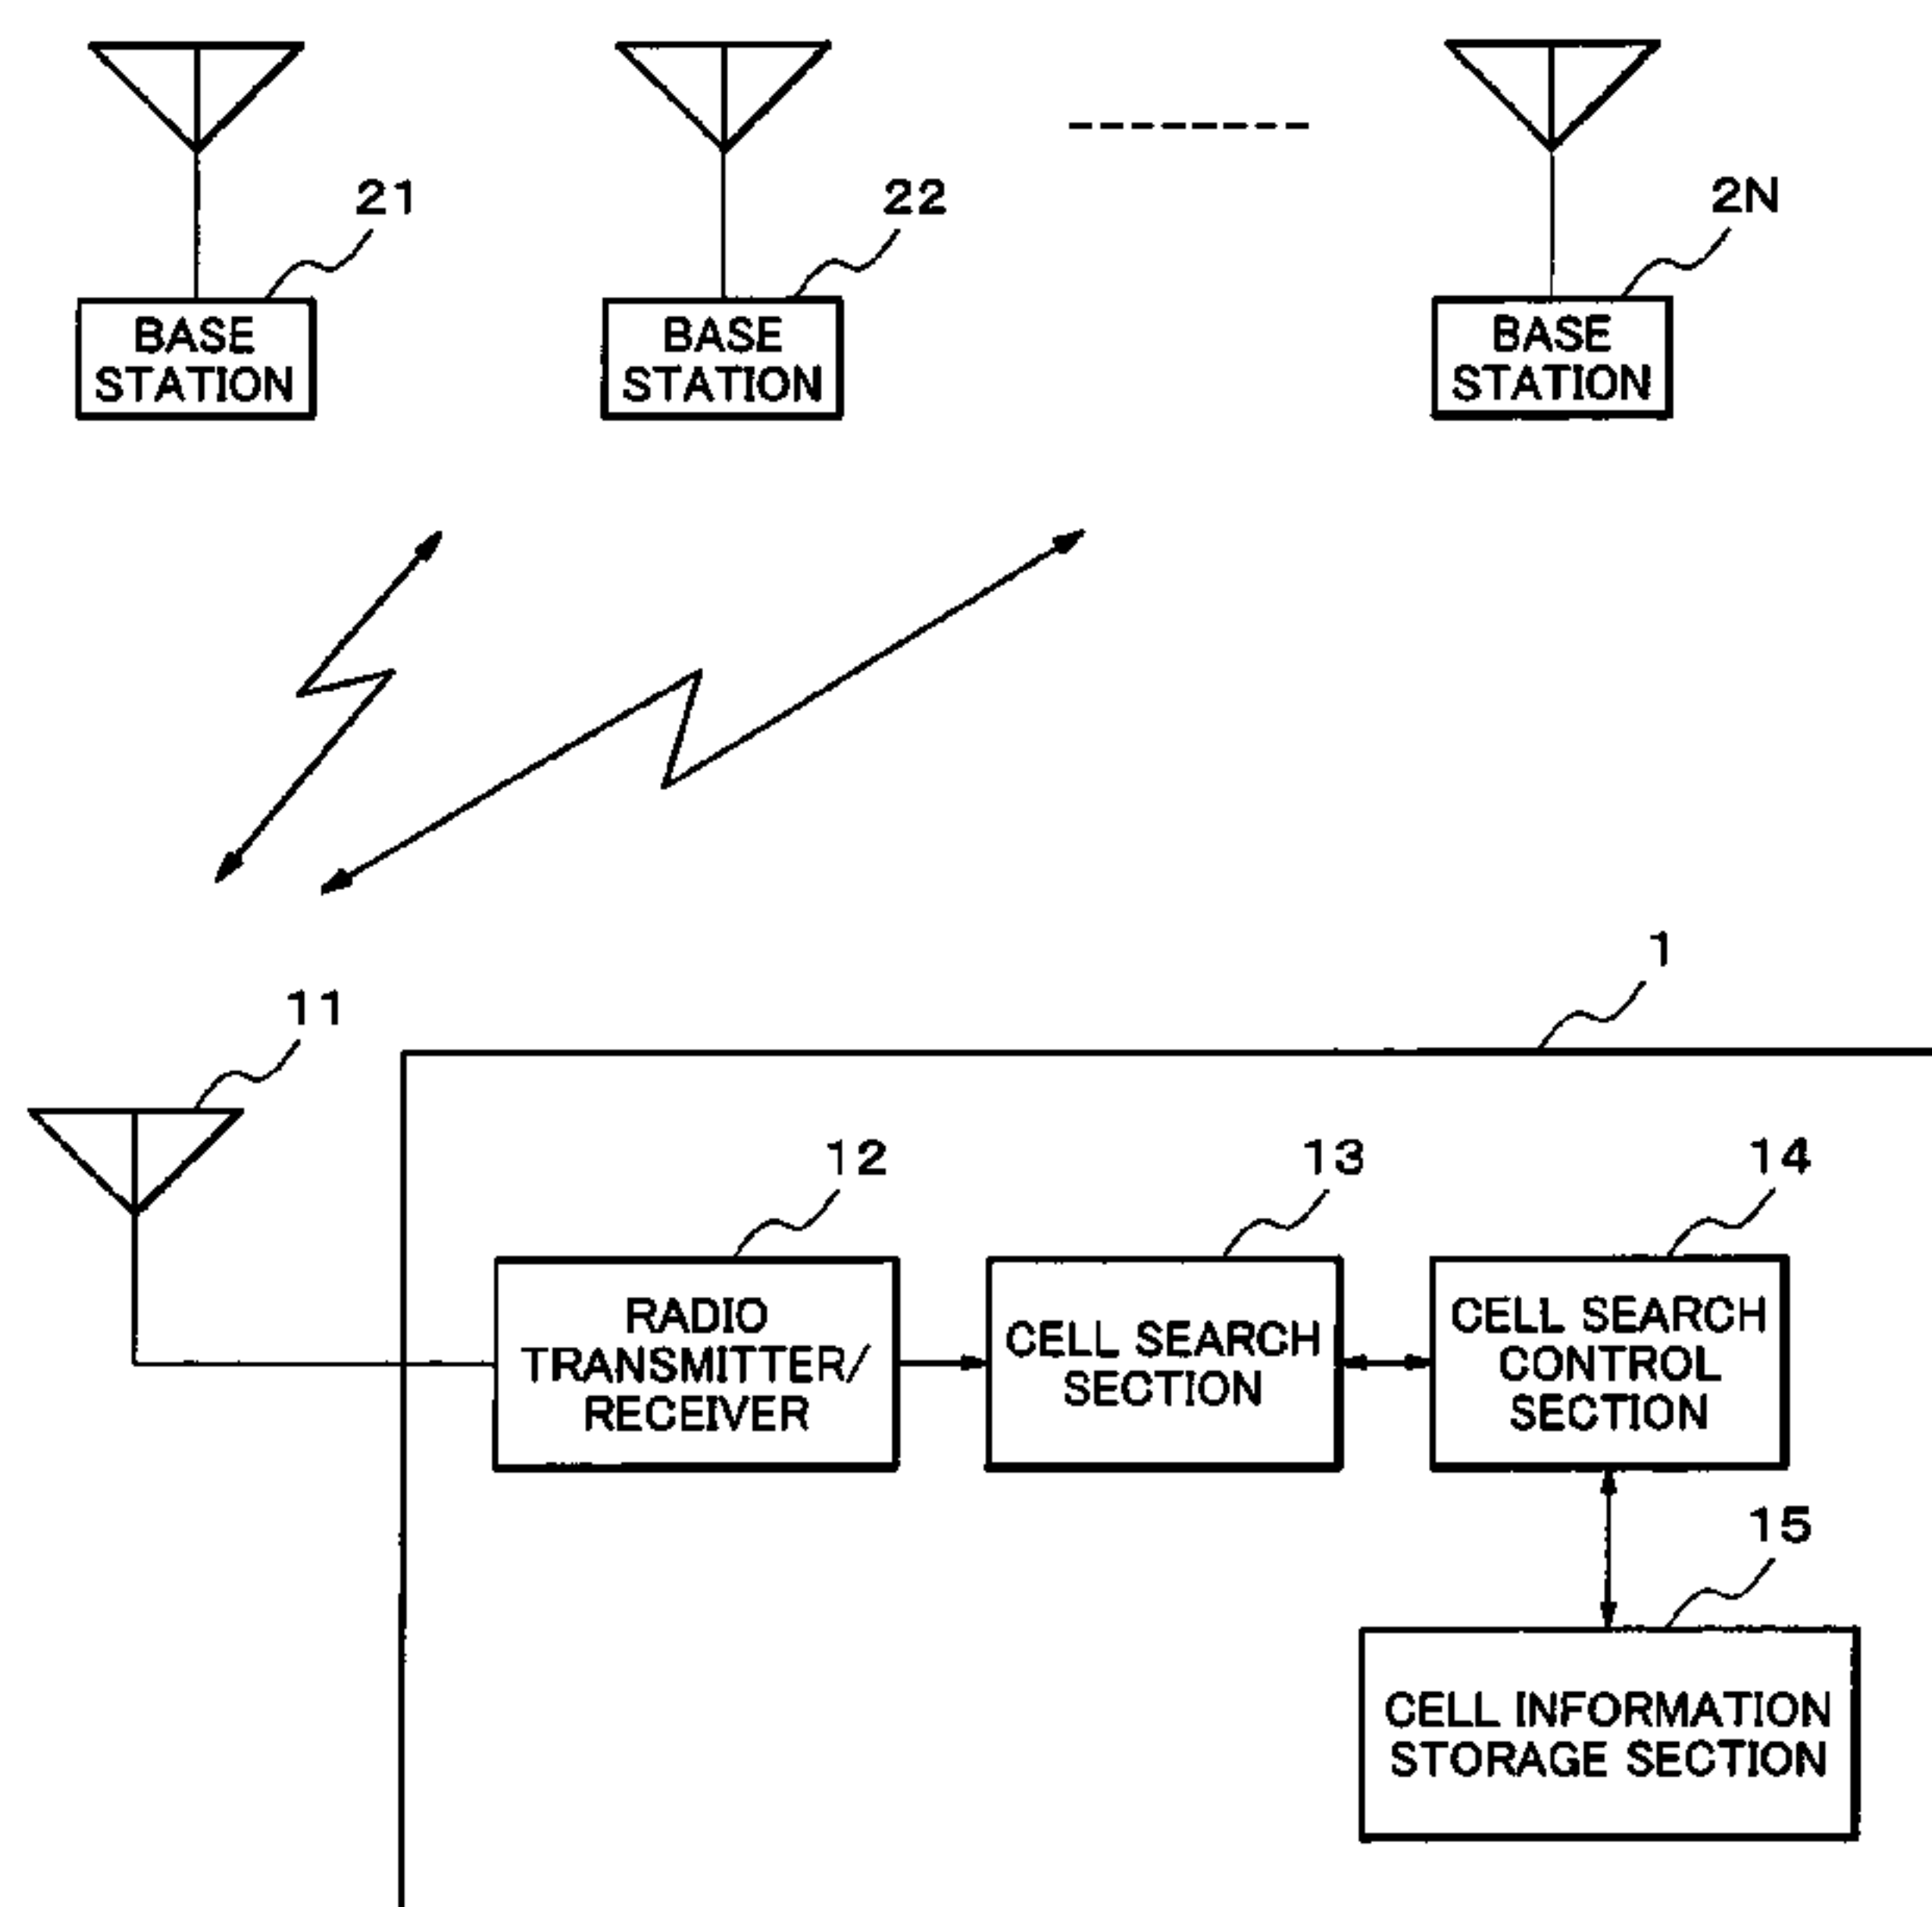 21
22
2N
BASE
STATION
BASE
STATION
BASE
STATION
1
11
12
13
14
RADIO
TRANSMITTER/
RECEIVER
CELL SEARCH
SECTION
CELL SEARCH
CONTROL
SECTION
15
CELL INFORMATION
STORAGE SECTION